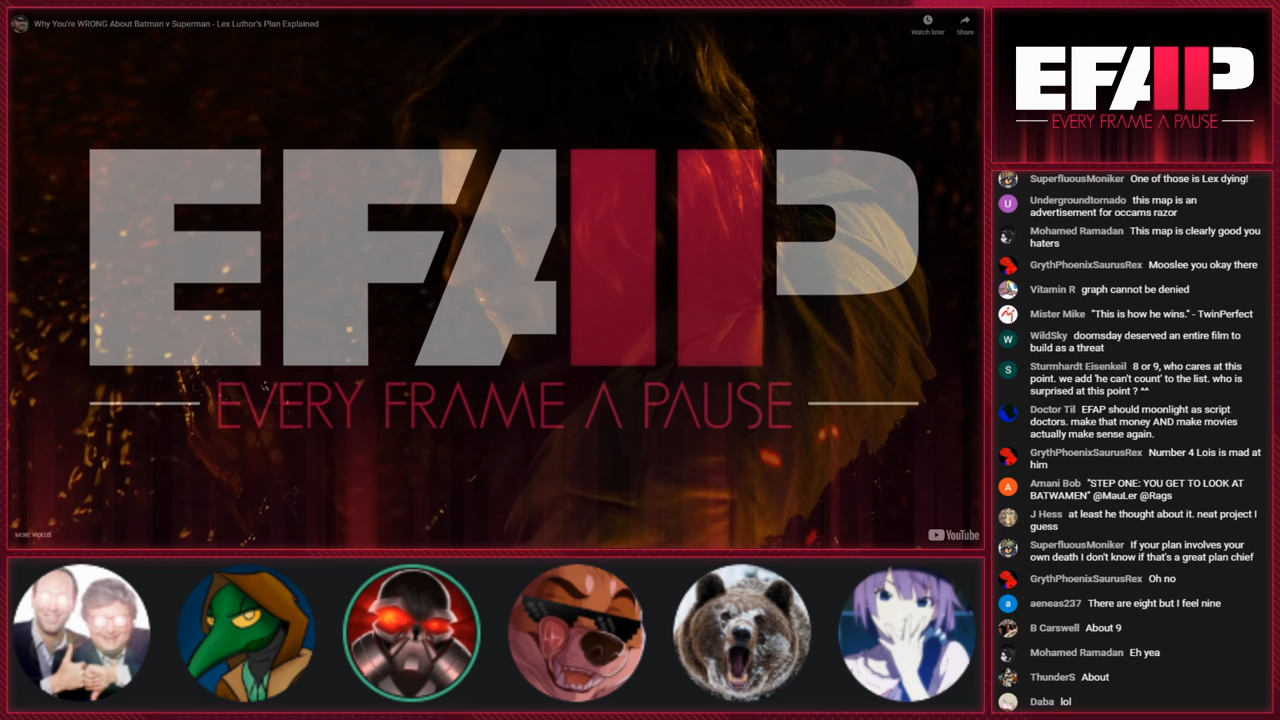 Why You're WRONG About Batman v Superman - Lex Luthor's Plan Explained
Watch later
Share
EFAP
EVERY FRAME A PAUSE
MORE VIDEOS
YouTube
EFAP
EVERY FRAME A PAUSE
SuperfluousMoniker One of those is Lex dying!
U
Undergroundtornado this map is an
advertisement for occams razor
Mohamed Ramadan This map is clearly good you
haters
GrythPhoenixSaurusRex Mooslee you okay there
Vitamin R graph cannot be denied
Mister Mike "This is how he wins." - TwinPerfect
W
WildSky doomsday deserved an entire film to
build as a threat
S
Sturmhardt Eisenkeil 8 or 9, who cares at this
point. we add 'he can't count' to the list. who is
surprised at this point ? ^^
Doctor Til EFAP should moonlight as script
doctors. make that money AND make movies
actually make sense again.
GrythPhoenixSaurusRex Number 4 Lois is mad at
him
A
Amani Bob "STEP ONE: YOU GET TO LOOK AT
BATWAMEN" @MauLer @Rags
J Hess at least he thought about it. neat project I
guess
SuperfluousMoniker If your plan involves your
own death I don't know if that's a great plan chief
GrythPhoenixSaurusRex Oh no
a
aeneas237 There are eight but I feel nine
B Carswell About 9
Mohamed Ramadan Eh yea
ThunderS About
Daba lol